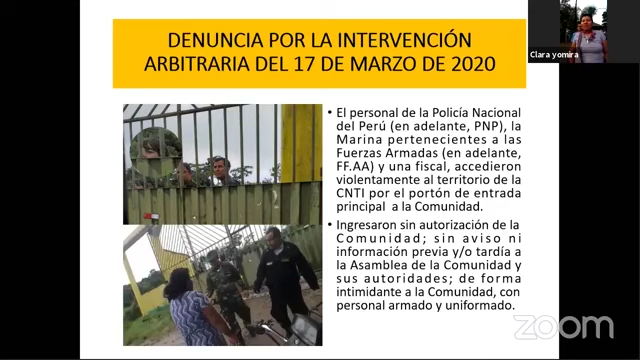 DENUNCIA POR LA INTERVENCIÓN
ARBITRARIA DEL 17 DE MARZO DE 2020
Clara yomira
• El personal de la Policía Nacional
del Perú (en adelante, PNP), la
Marina pertenecientes a las
Fuerzas Armadas (en adelante,
FF.AA) y una fiscal, accedieron
violentamente al territorio de la
CNTI por el portón de entrada
principal a la Comunidad.
• Ingresaron sin autorización de la
Comunidad; sin aviso ni
información previa y/o tardía a
la Asamblea de la Comunidad y
sus autoridades; de forma
intimidante a la Comunidad, con
personal armado y uniformado.
zoom